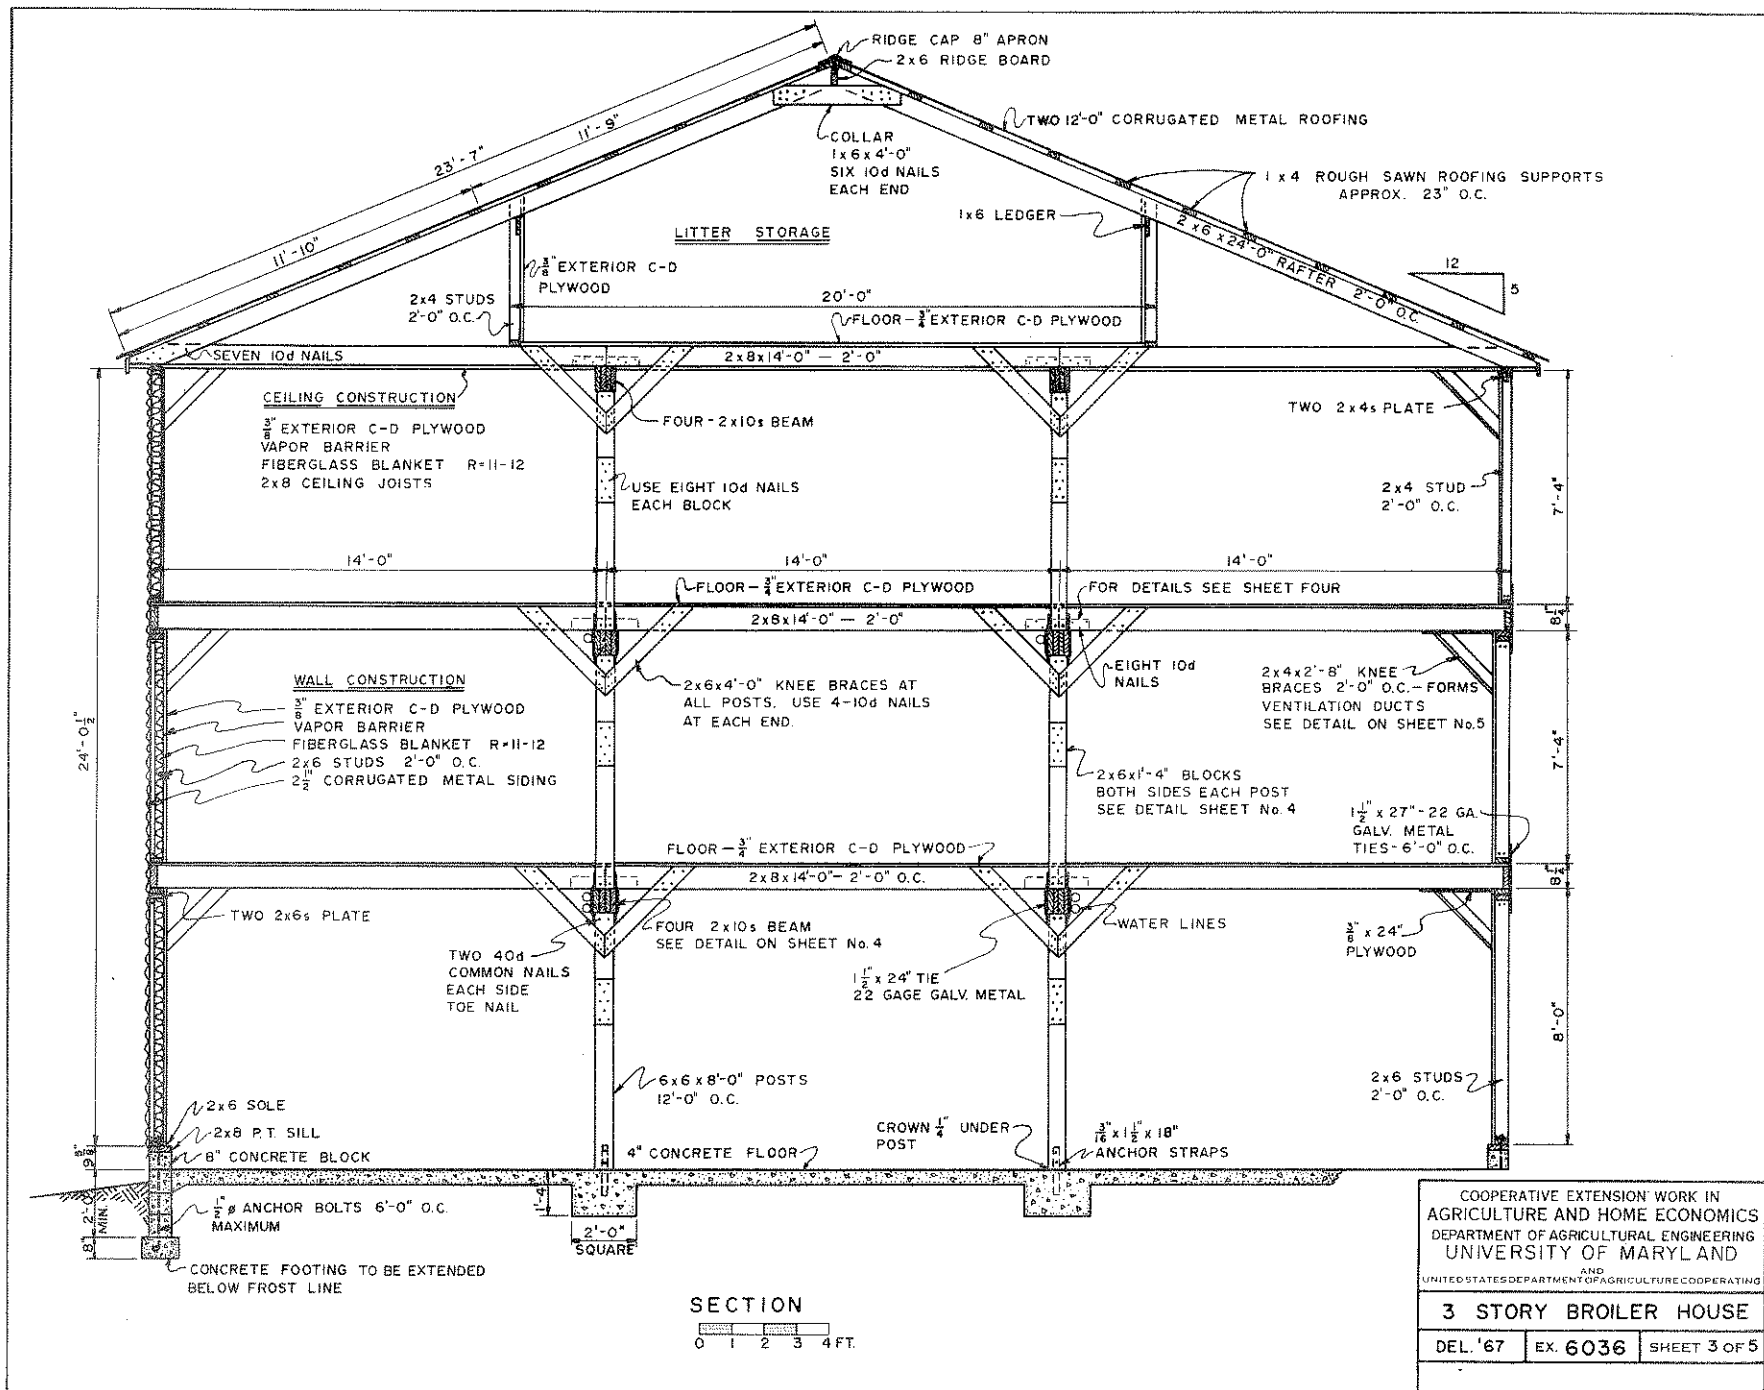 RIDGE CAP 8" APRON
2x6 RIDGE BOARD
11'-9"
23'-7"
11'-10"
TWO 12'-0" CORRUGATED METAL ROOFING
COLLAR
1x6x4'-0"
SIX 10d NAILS
EACH END
1x4 ROUGH SAWN ROOFING SUPPORTS
APPROX. 23" O.C.
1x6 LEDGER
LITTER STORAGE
2x6x24'-0" RAFTER 2'-0" O.C.
12
5
3/8" EXTERIOR C-D
PLYWOOD
2x4 STUDS
2'-0" O.C.
20'-0"
FLOOR-3/4" EXTERIOR C-D PLYWOOD
SEVEN 10d NAILS
2x8x14'-0" — 2'-0"
CEILING CONSTRUCTION
3/8" EXTERIOR C-D PLYWOOD
VAPOR BARRIER
FIBERGLASS BLANKET R=11-12
2x8 CEILING JOISTS
FOUR-2x10s BEAM
TWO 2x4s PLATE
USE EIGHT 10d NAILS
EACH BLOCK
2x4 STUD
2'-0" O.C.
7'-4"
14'-0"
14'-0"
14'-0"
FLOOR-3/4" EXTERIOR C-D PLYWOOD
FOR DETAILS SEE SHEET FOUR
2x8x14'-0" — 2'-0"
8 1/4"
EIGHT 10d
NAILS
WALL CONSTRUCTION
3/8" EXTERIOR C-D PLYWOOD
VAPOR BARRIER
FIBERGLASS BLANKET R=11-12
2x6 STUDS 2'-0" O.C.
2 1/2" CORRUGATED METAL SIDING
2x6x4'-0" KNEE BRACES AT
ALL POSTS. USE 4-10d NAILS
AT EACH END.
2x4x2'-8" KNEE
BRACES 2'-0" O.C.-FORMS
VENTILATION DUCTS
SEE DETAIL ON SHEET No.5
24'-0 1/2"
7'-4"
2x6x1'-4" BLOCKS
BOTH SIDES EACH POST
SEE DETAIL SHEET No.4
1 1/2" x 27"-22 GA.
GALV. METAL
TIES-6'-0" O.C.
FLOOR-3/4" EXTERIOR C-D PLYWOOD
2x8x14'-0"-2'-0" O.C.
8 1/4"
TWO 2x6s PLATE
FOUR 2x10s BEAM
SEE DETAIL ON SHEET No.4
WATER LINES
3/8" x 24"
PLYWOOD
TWO 40d
COMMON NAILS
EACH SIDE
TOE NAIL
1 1/2" x 24" TIE
22 GAGE GALV. METAL
8'-0"
6x6x8'-0" POSTS
12'-0" O.C.
2x6 STUDS
2'-0" O.C.
2x6 SOLE
2x8 P.T. SILL
8" CONCRETE BLOCK
4" CONCRETE FLOOR
CROWN 1/4" UNDER
POST
3/16" x 1 1/2" x 18"
ANCHOR STRAPS
2'-0"
MIN.
8"
1/2" ø ANCHOR BOLTS 6'-0" O.C.
MAXIMUM
1'-4"
2'-0"
SQUARE
CONCRETE FOOTING TO BE EXTENDED
BELOW FROST LINE
SECTION
0 1 2 3 4 FT.
COOPERATIVE EXTENSION WORK IN
AGRICULTURE AND HOME ECONOMICS
DEPARTMENT OF AGRICULTURAL ENGINEERING
UNIVERSITY OF MARYLAND
AND
UNITED STATES DEPARTMENT OF AGRICULTURE COOPERATING
3 STORY BROILER HOUSE
DEL. '67 EX. 6036 SHEET 3 OF 5